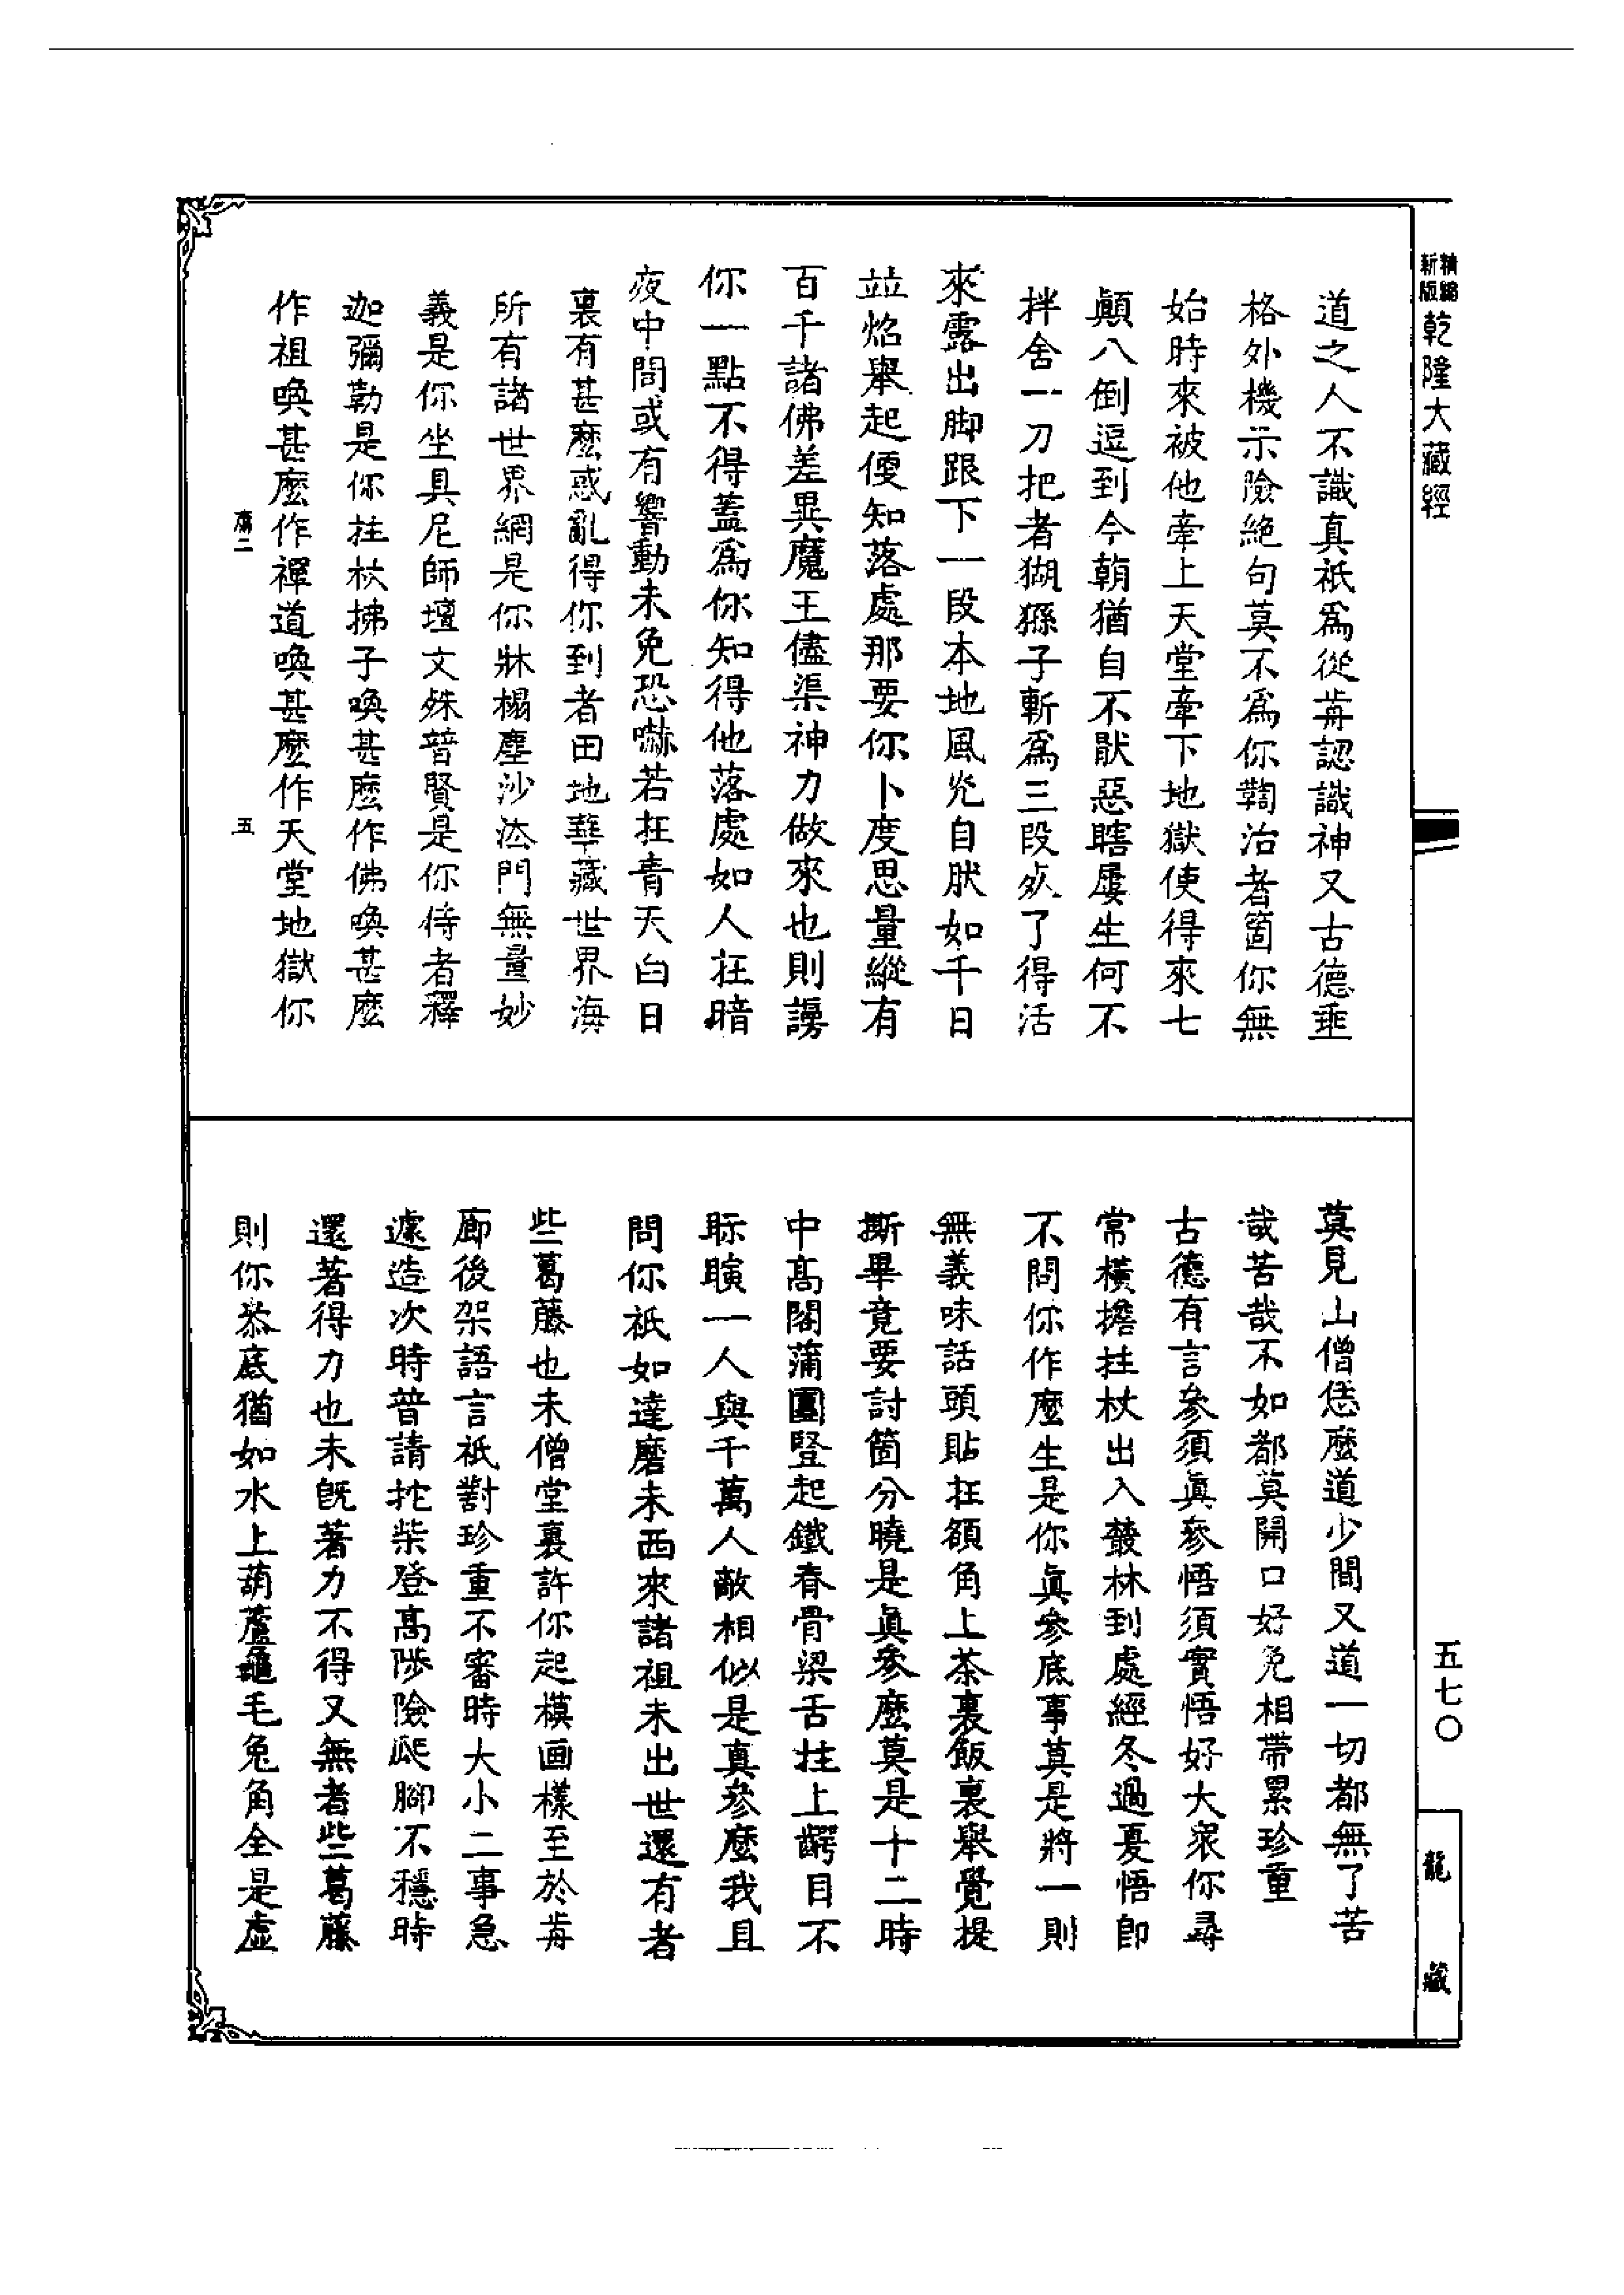 精縮
新版
乾隆大藏經
五七〇
龍藏
道之人不識真祇爲從歬認識神又古德垂
格外機示險絕句莫不爲你鞫治者箇你無
始時來被他牽上天堂牽下地獄使得來七
顛八倒逗到今朝猶自不猒惡瞎屢生何不
拌舍一刀把者猢猻子斬爲三段𣦸了得活
來露出脚跟下一段本地風炗自肰如千日
竝焰舉起便知落處那要你卜度思量縱有
百千諸佛差異魔王儘渠神力做來也則謾
你一點不得蓋爲你知得他落處如人在暗
夜中間或有響動未免恐嚇若在青天白日
裏有甚麼惑亂得你到者田地華藏世界海
所有諸世界網是你牀榻塵沙法門無量妙
義是你坐具尼師壇文殊普賢是你侍者釋
迦彌勒是你拄杖拂子喚甚麼作佛喚甚麼
作祖喚甚麼作禪道喚甚麼作天堂地獄你
五
莫見山僧恁麼道少間又道一切都無了苦
哉苦哉不如都莫開口好免相帶累珍重
古德有言參須眞參悟須實悟好大衆你尋
常橫擔拄杖出入叢林到處經冬過夏悟卽
不問你作麼生是你眞參底事莫是將一則
無義味話頭貼在額角上茶裏飯裏舉覺提
撕畢竟要討箇分曉是眞參麼莫是十二時
中高閣蒲團豎起鐵脊骨梁舌拄上齶目不
眎瞚一人與千萬人敵相似是真參麼我且
問你祇如達磨未西來諸祖未出世還有者
些葛藤也未僧堂裏許你起模画樣至於歬
廊後架語言祇對珍重不審時大小二事急
遽造次時普請拕柴登高陟險𨂐腳不穩時
還著得力也未旣著力不得又無者些葛藤
則你叅底猶如水上葫蘆龜毛兔角全是虛